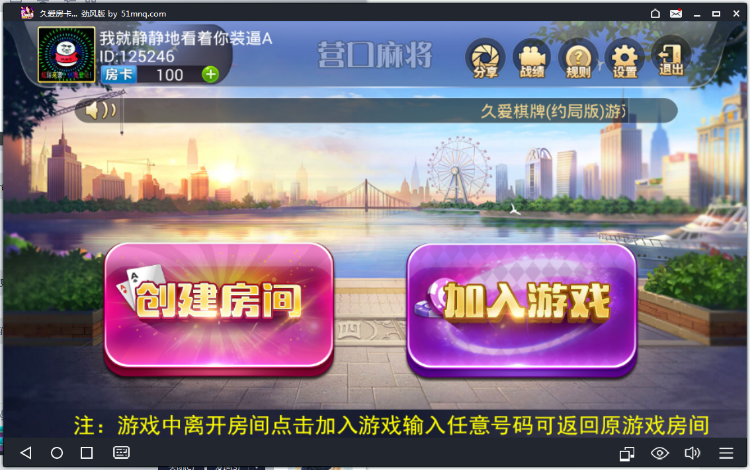 久爱房卡... 劲风版 by 51mnq.com
我就静静地看着你装逼A
ID:125246
房卡 100
营口麻将
分享 战绩 规则 设置 退出
久爱棋牌(约局版)游
创建房间
加入游戏
注：游戏中离开房间点击加入游戏输入任意号码可返回原游戏房间